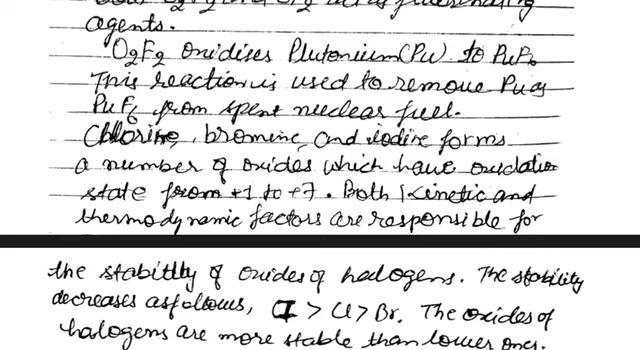 agents.
O2F2 oxidises Plutonium(Pu) to PuF6
This reaction is used to remove Pu as
PuF6 from spent nuclear fuel.
Chlorine, bromine, and iodine forms
a number of oxides which have oxidation
state from +1 to +7. Both Kinetic and
thermodynamic factors are responsible for
the stability of oxides of halogens. The stability
decreases as follows, I > Cl > Br. The oxides of
halogens are more stable than lower ones.